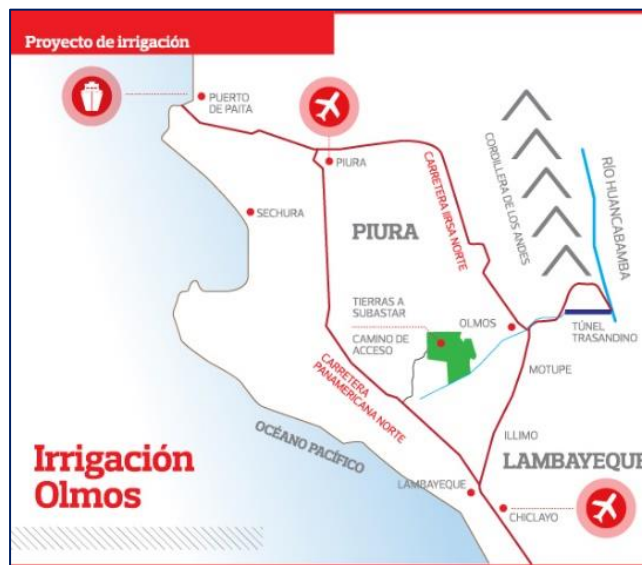 Proyecto de irrigación
PUERTO
DE PAITA
PIURA
SECHURA
CARRETERA IIRSA NORTE
CORDILLERA DE LOS ANDES
RÍO HUANCABAMBA
PIURA
TIERRAS A
SUBASTAR
CAMINO DE
ACCESO
OLMOS
TÚNEL
TRASANDINO
MOTUPE
CARRETERA
PANAMERICANA NORTE
OCÉANO PACÍFICO
ILLIMO
LAMBAYEQUE
LAMBAYEQUE
CHICLAYO
Irrigación
Olmos